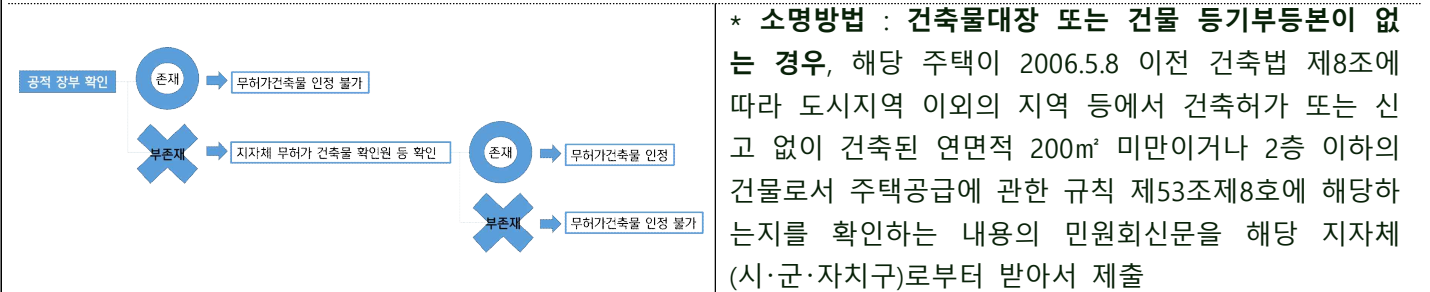 공적 장부 확인
존재
무허가건축물 인정 불가
부존재
지자체 무허가 건축물 확인원 등 확인
존재
무허가건축물 인정
부존재
무허가건축물 인정 불가
* 소명방법 : 건축물대장 또는 건물 등기부등본이 없
는 경우, 해당 주택이 2006.5.8 이전 건축법 제8조에
따라 도시지역 이외의 지역 등에서 건축허가 또는 신
고 없이 건축된 연면적 200㎡ 미만이거나 2층 이하의
건물로서 주택공급에 관한 규칙 제53조제8호에 해당하
는지를 확인하는 내용의 민원회신문을 해당 지자체
(시·군·자치구)로부터 받아서 제출